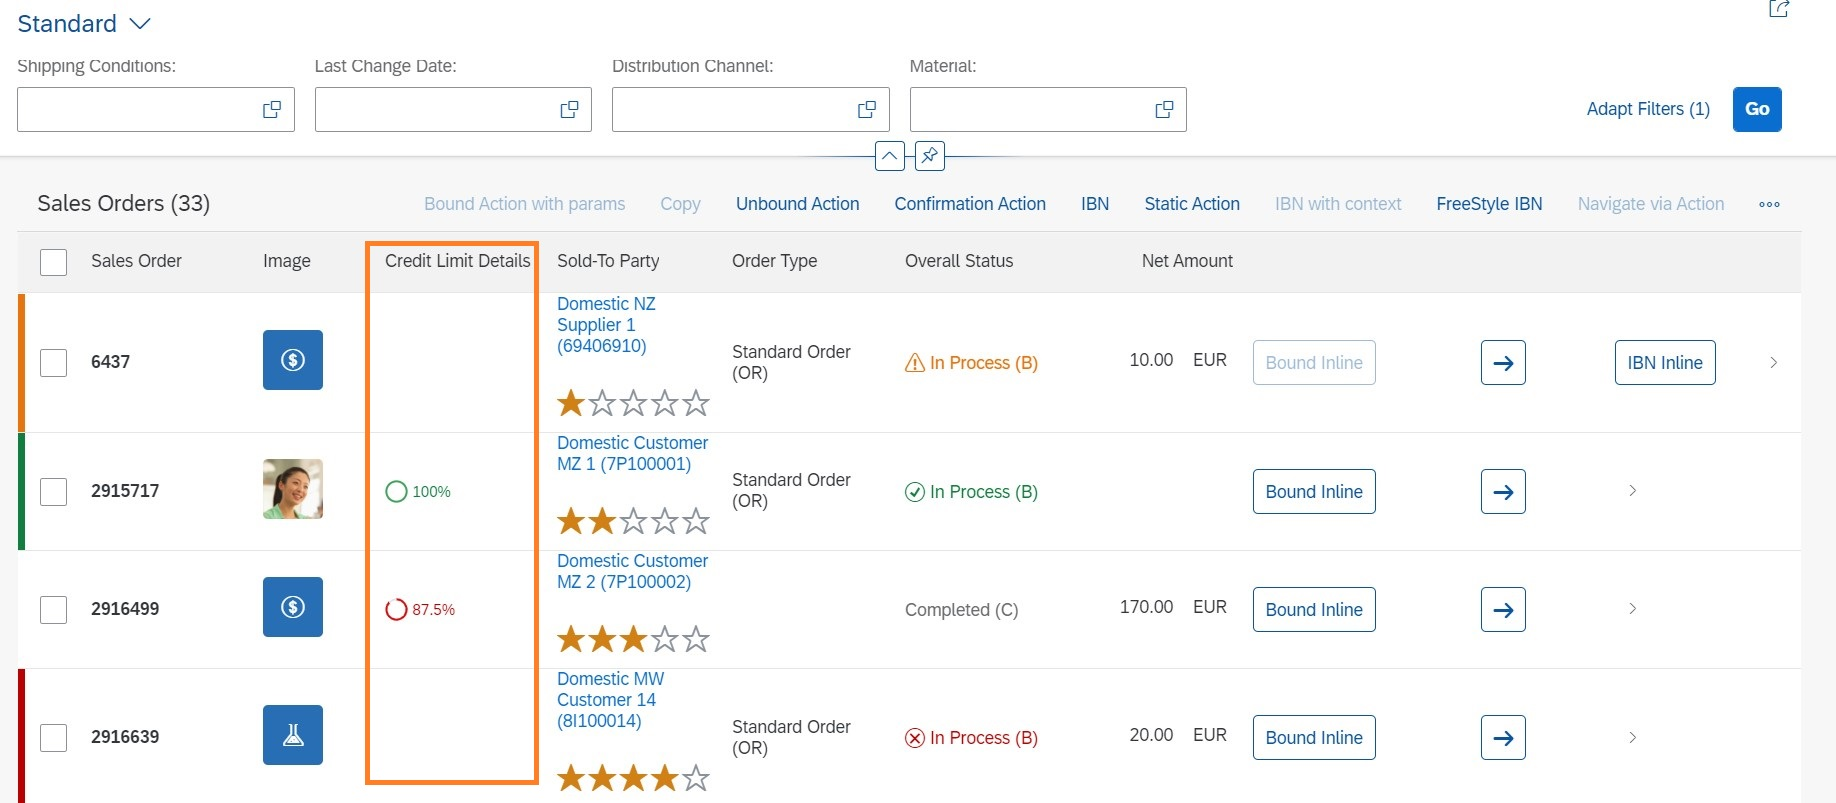 Standard
Shipping Conditions:
Last Change Date:
Distribution Channel:
Material:
Adapt Filters (1)
Go
Sales Orders (33)
Bound Action with params
Copy
Unbound Action
Confirmation Action
IBN
Static Action
IBN with context
FreeStyle IBN
Navigate via Action
Sales Order
Image
Credit Limit Details
Sold-To Party
Order Type
Overall Status
Net Amount
6437
Domestic NZ
Supplier 1
(69406910)
Standard Order
(OR)
In Process (B)
10.00 EUR
Bound Inline
IBN Inline
2915717
100%
Domestic Customer
MZ 1 (7P100001)
Standard Order
(OR)
In Process (B)
Bound Inline
2916499
87.5%
Domestic Customer
MZ 2 (7P100002)
Completed (C)
170.00 EUR
Bound Inline
2916639
Domestic MW
Customer 14
(8I100014)
Standard Order
(OR)
In Process (B)
20.00 EUR
Bound Inline